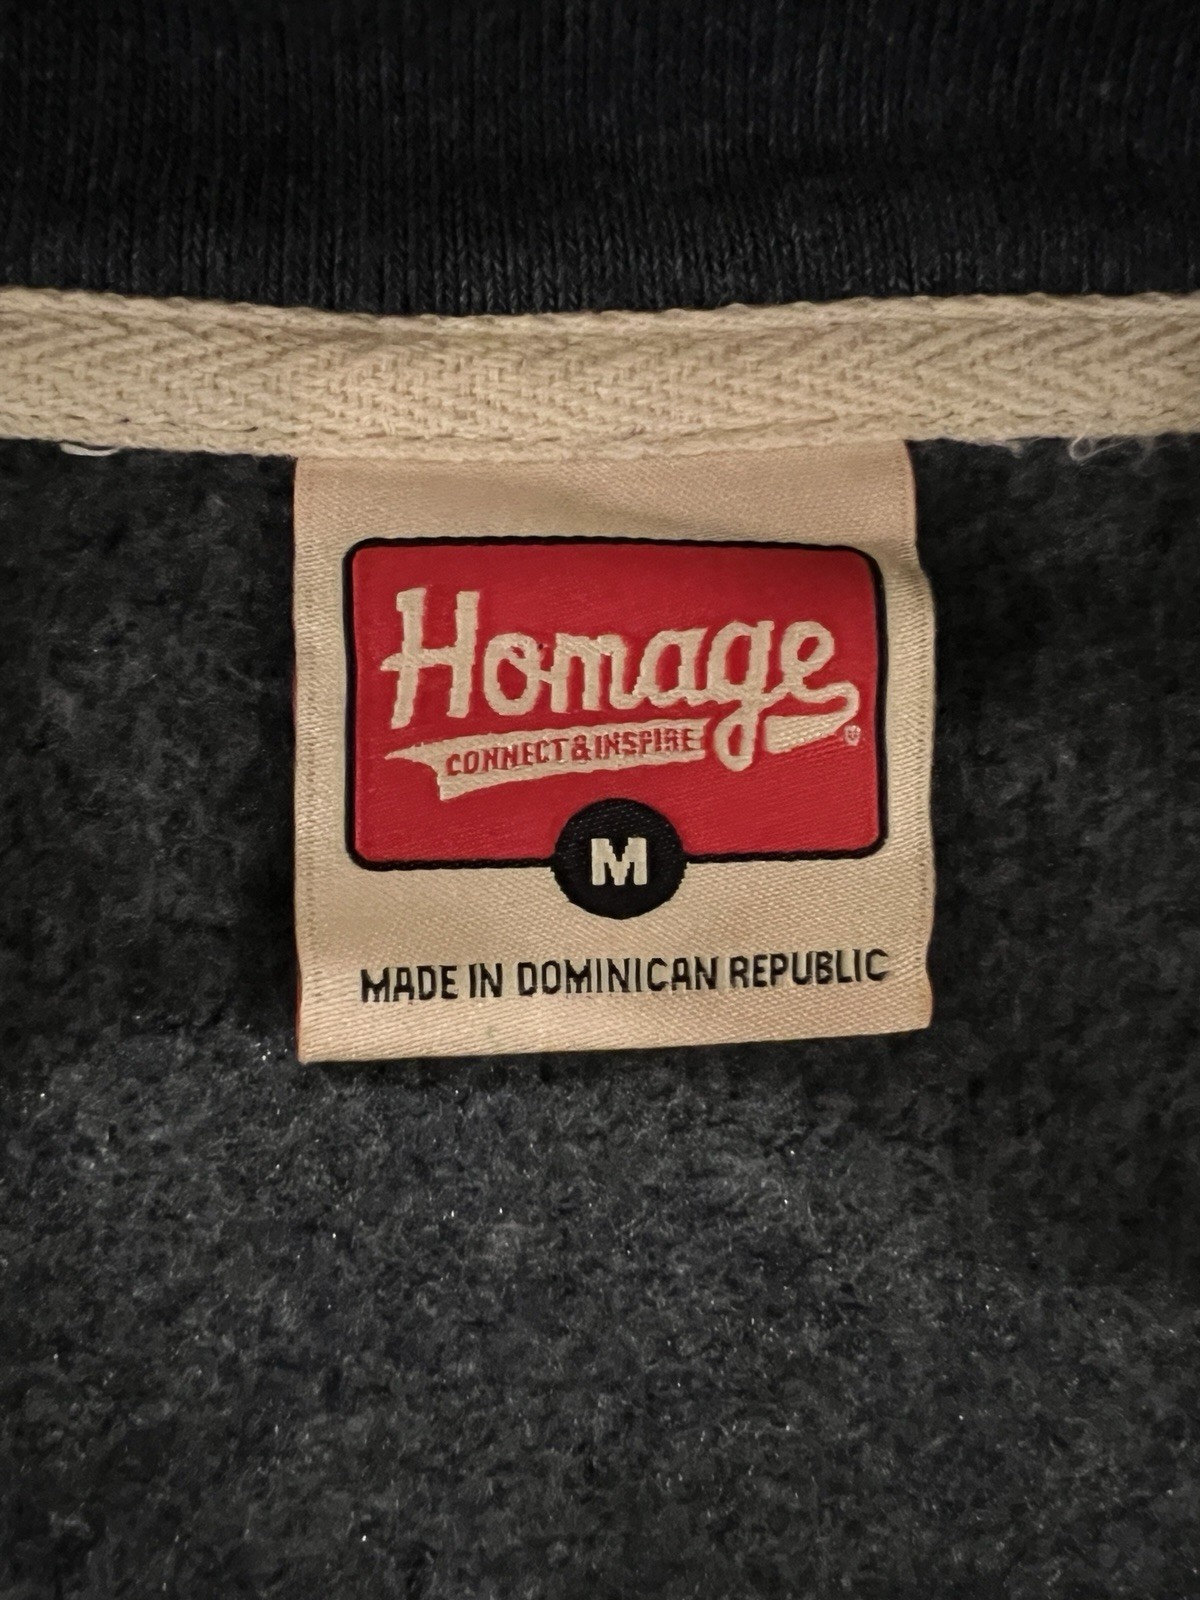 Homage
CONNECT & INSPIRE
M
MADE IN DOMINICAN REPUBLIC